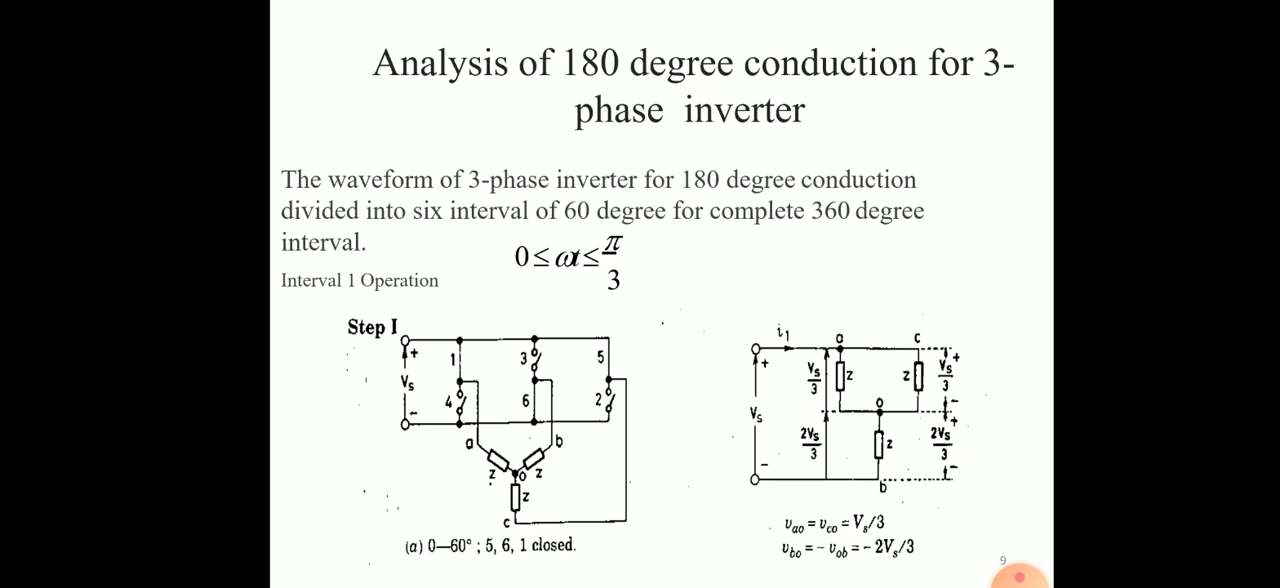 Analysis of 180 degree conduction for 3-
phase inverter
The waveform of 3-phase inverter for 180 degree conduction
divided into six interval of 60 degree for complete 360 degree
interval.
0≤ωt≤π/3
Interval 1 Operation
Step I
+
1
3
5
Vs
4
6
2
-
a
b
z
o
z
z
c
(a) 0—60° ; 5, 6, 1 closed.
i1
a
c
+
Vs/3
z
z
Vs/3
+
-
o
Vs
+
2Vs/3
z
2Vs/3
-
-
b
vao = vco = Vs/3
vbo = - vob = - 2Vs/3
9